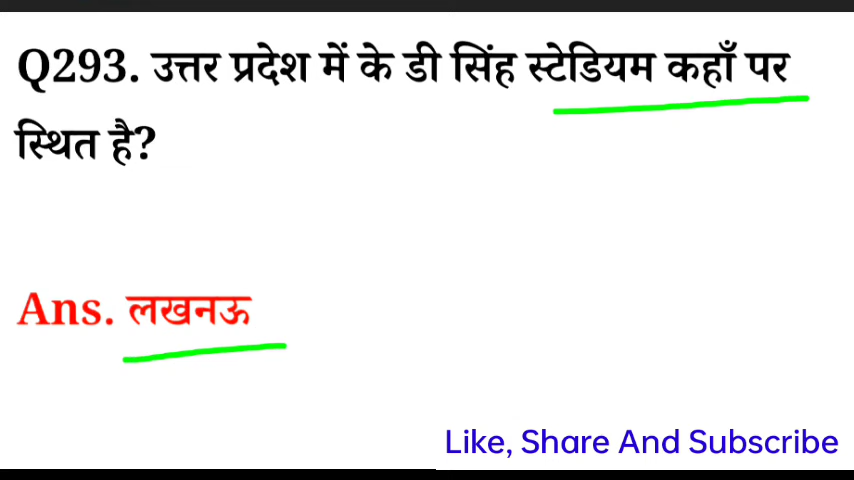 Q293. उत्तर प्रदेश में के डी सिंह स्टेडियम कहाँ पर
स्थित है?
Ans. लखनऊ
Like, Share And Subscribe